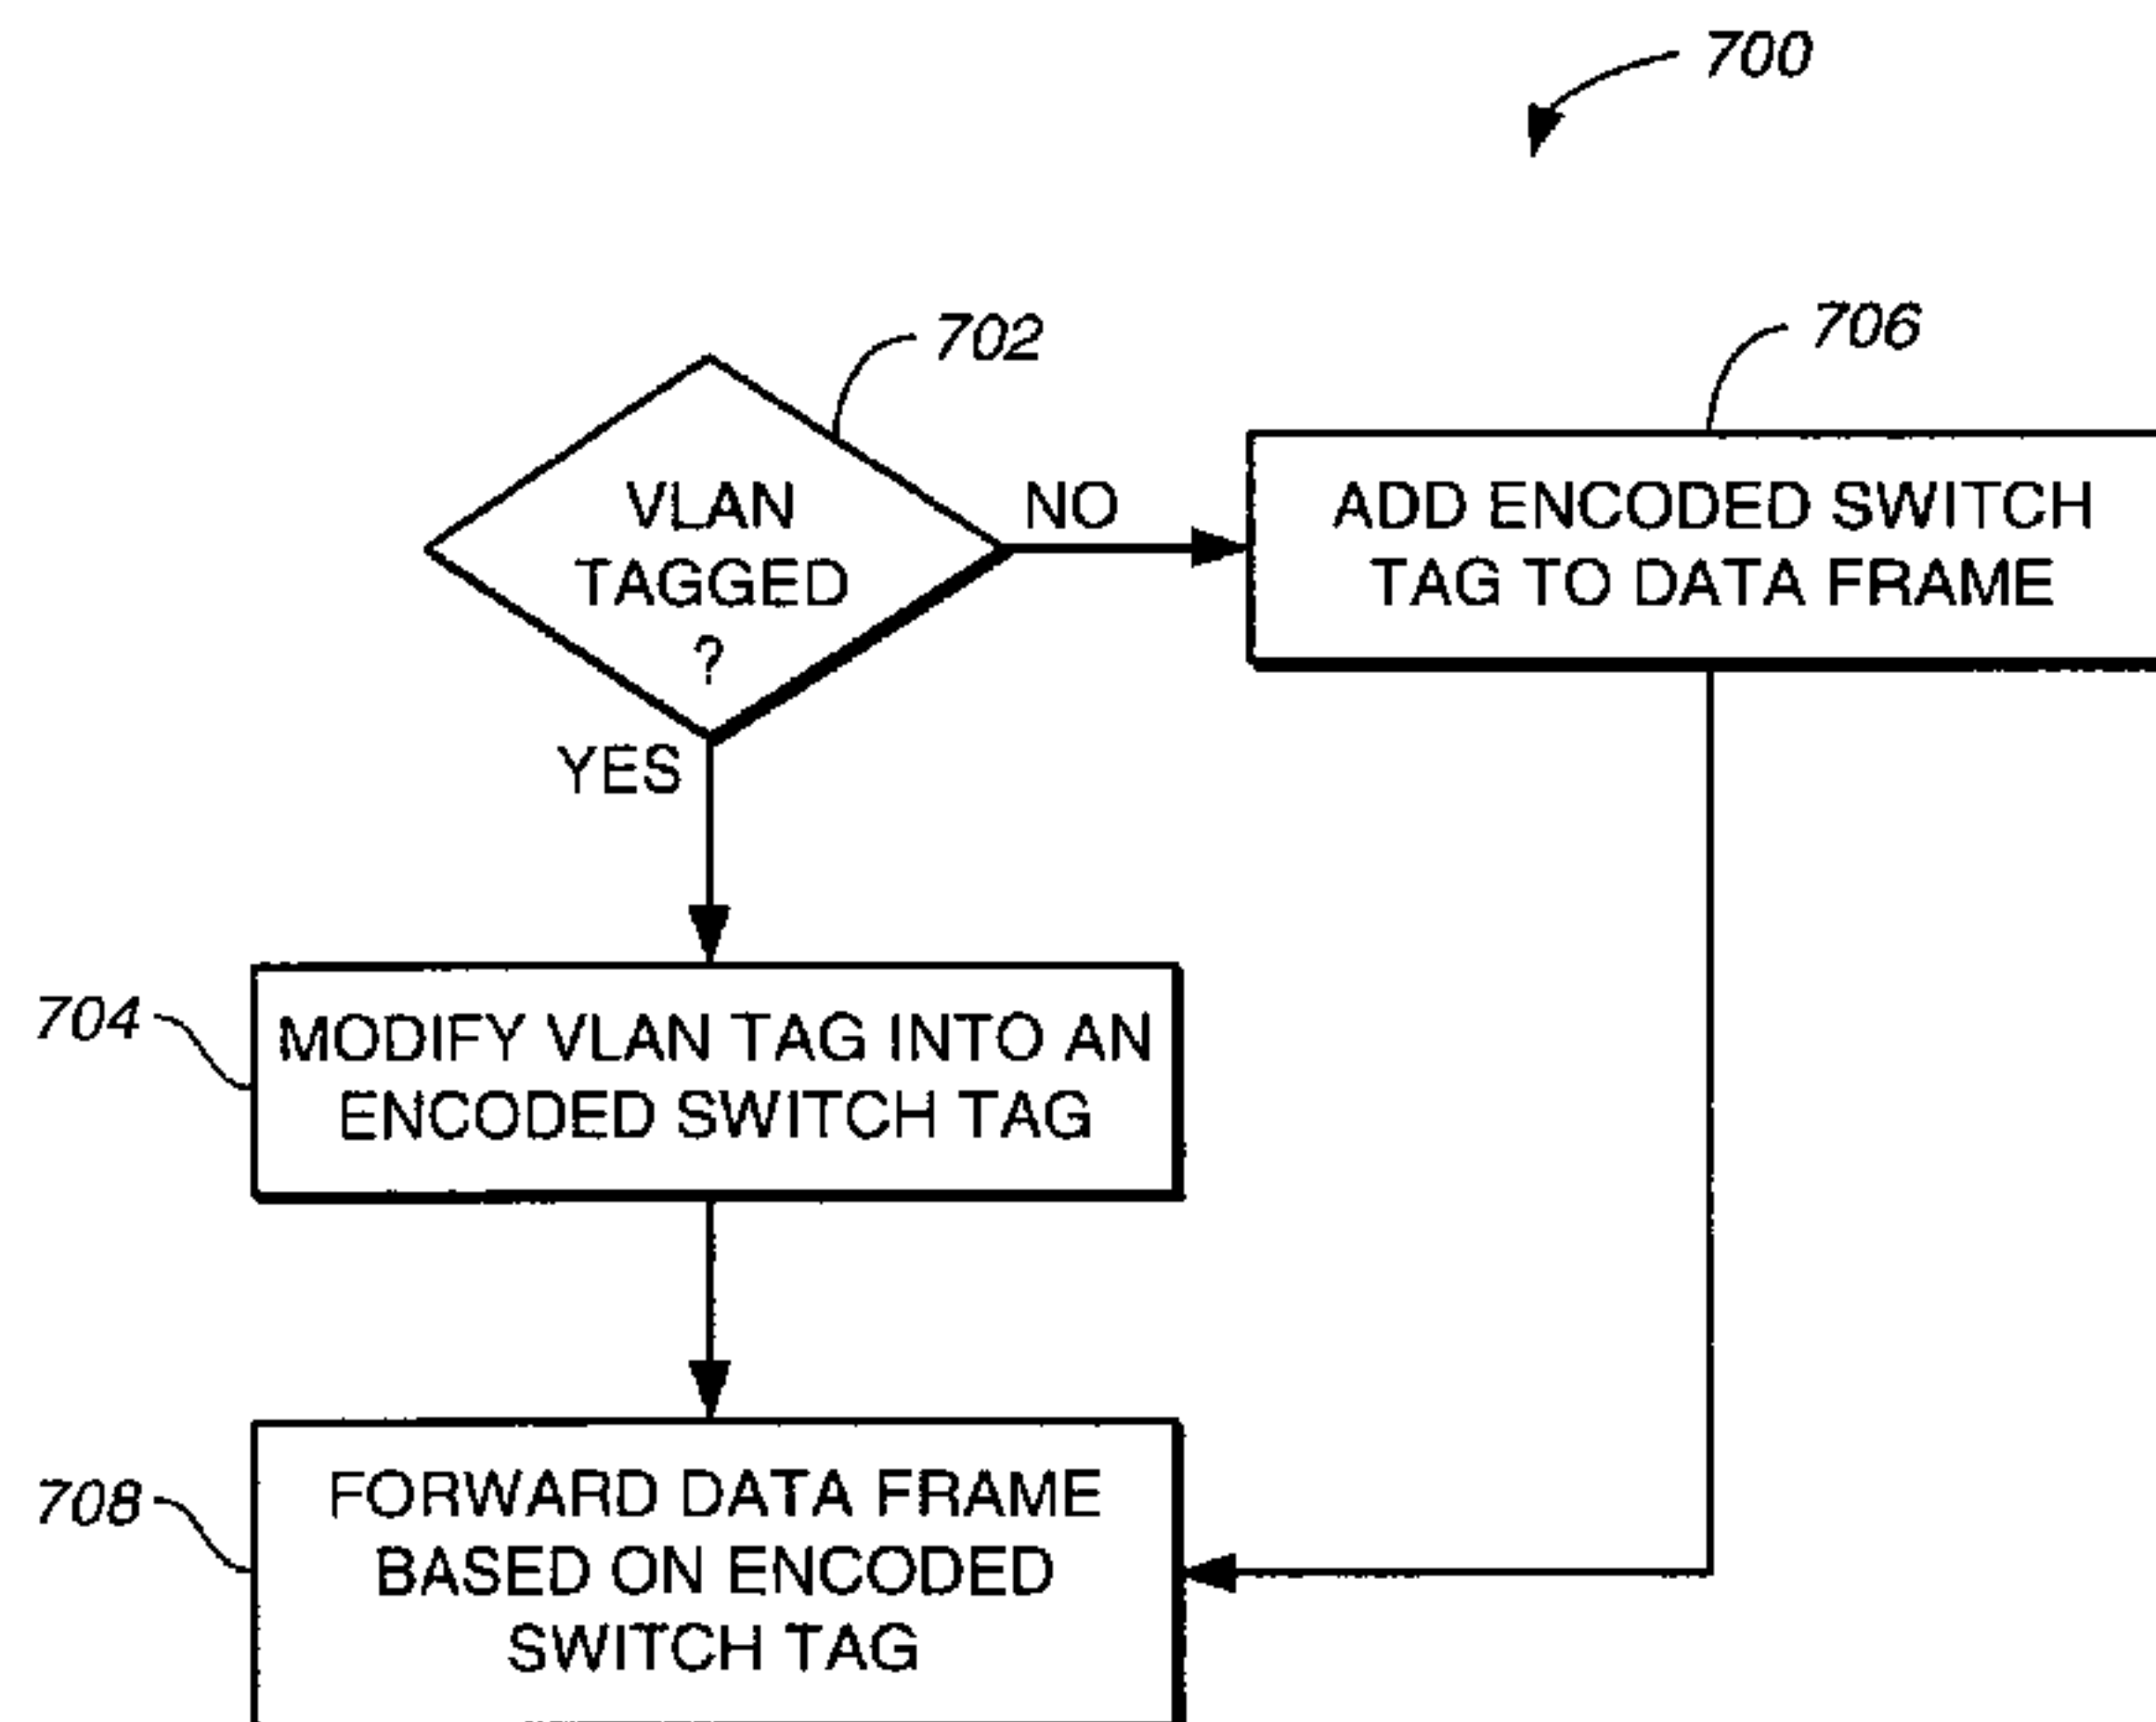 700
702
706
VLAN
TAGGED
?
NO
ADD ENCODED SWITCH
TAG TO DATA FRAME
YES
704
MODIFY VLAN TAG INTO AN
ENCODED SWITCH TAG
708
FORWARD DATA FRAME
BASED ON ENCODED
SWITCH TAG